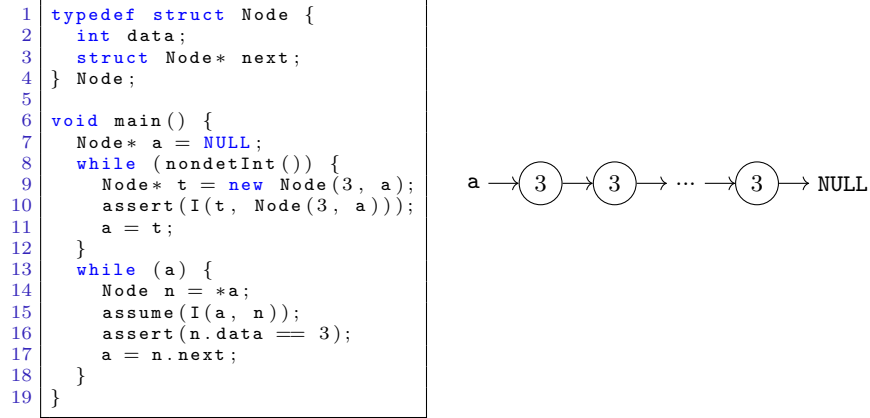 1 typedef struct Node {
2   int data;
3   struct Node* next;
4 } Node;
5
6 void main() {
7   Node* a = NULL;
8   while (nondetInt()) {
9     Node* t = new Node(3, a);
10     assert(I(t, Node(3, a)));
11     a = t;
12   }
13   while (a) {
14     Node n = *a;
15     assume(I(a, n));
16     assert(n.data == 3);
17     a = n.next;
18   }
19 }
a 3 3 ... 3 NULL